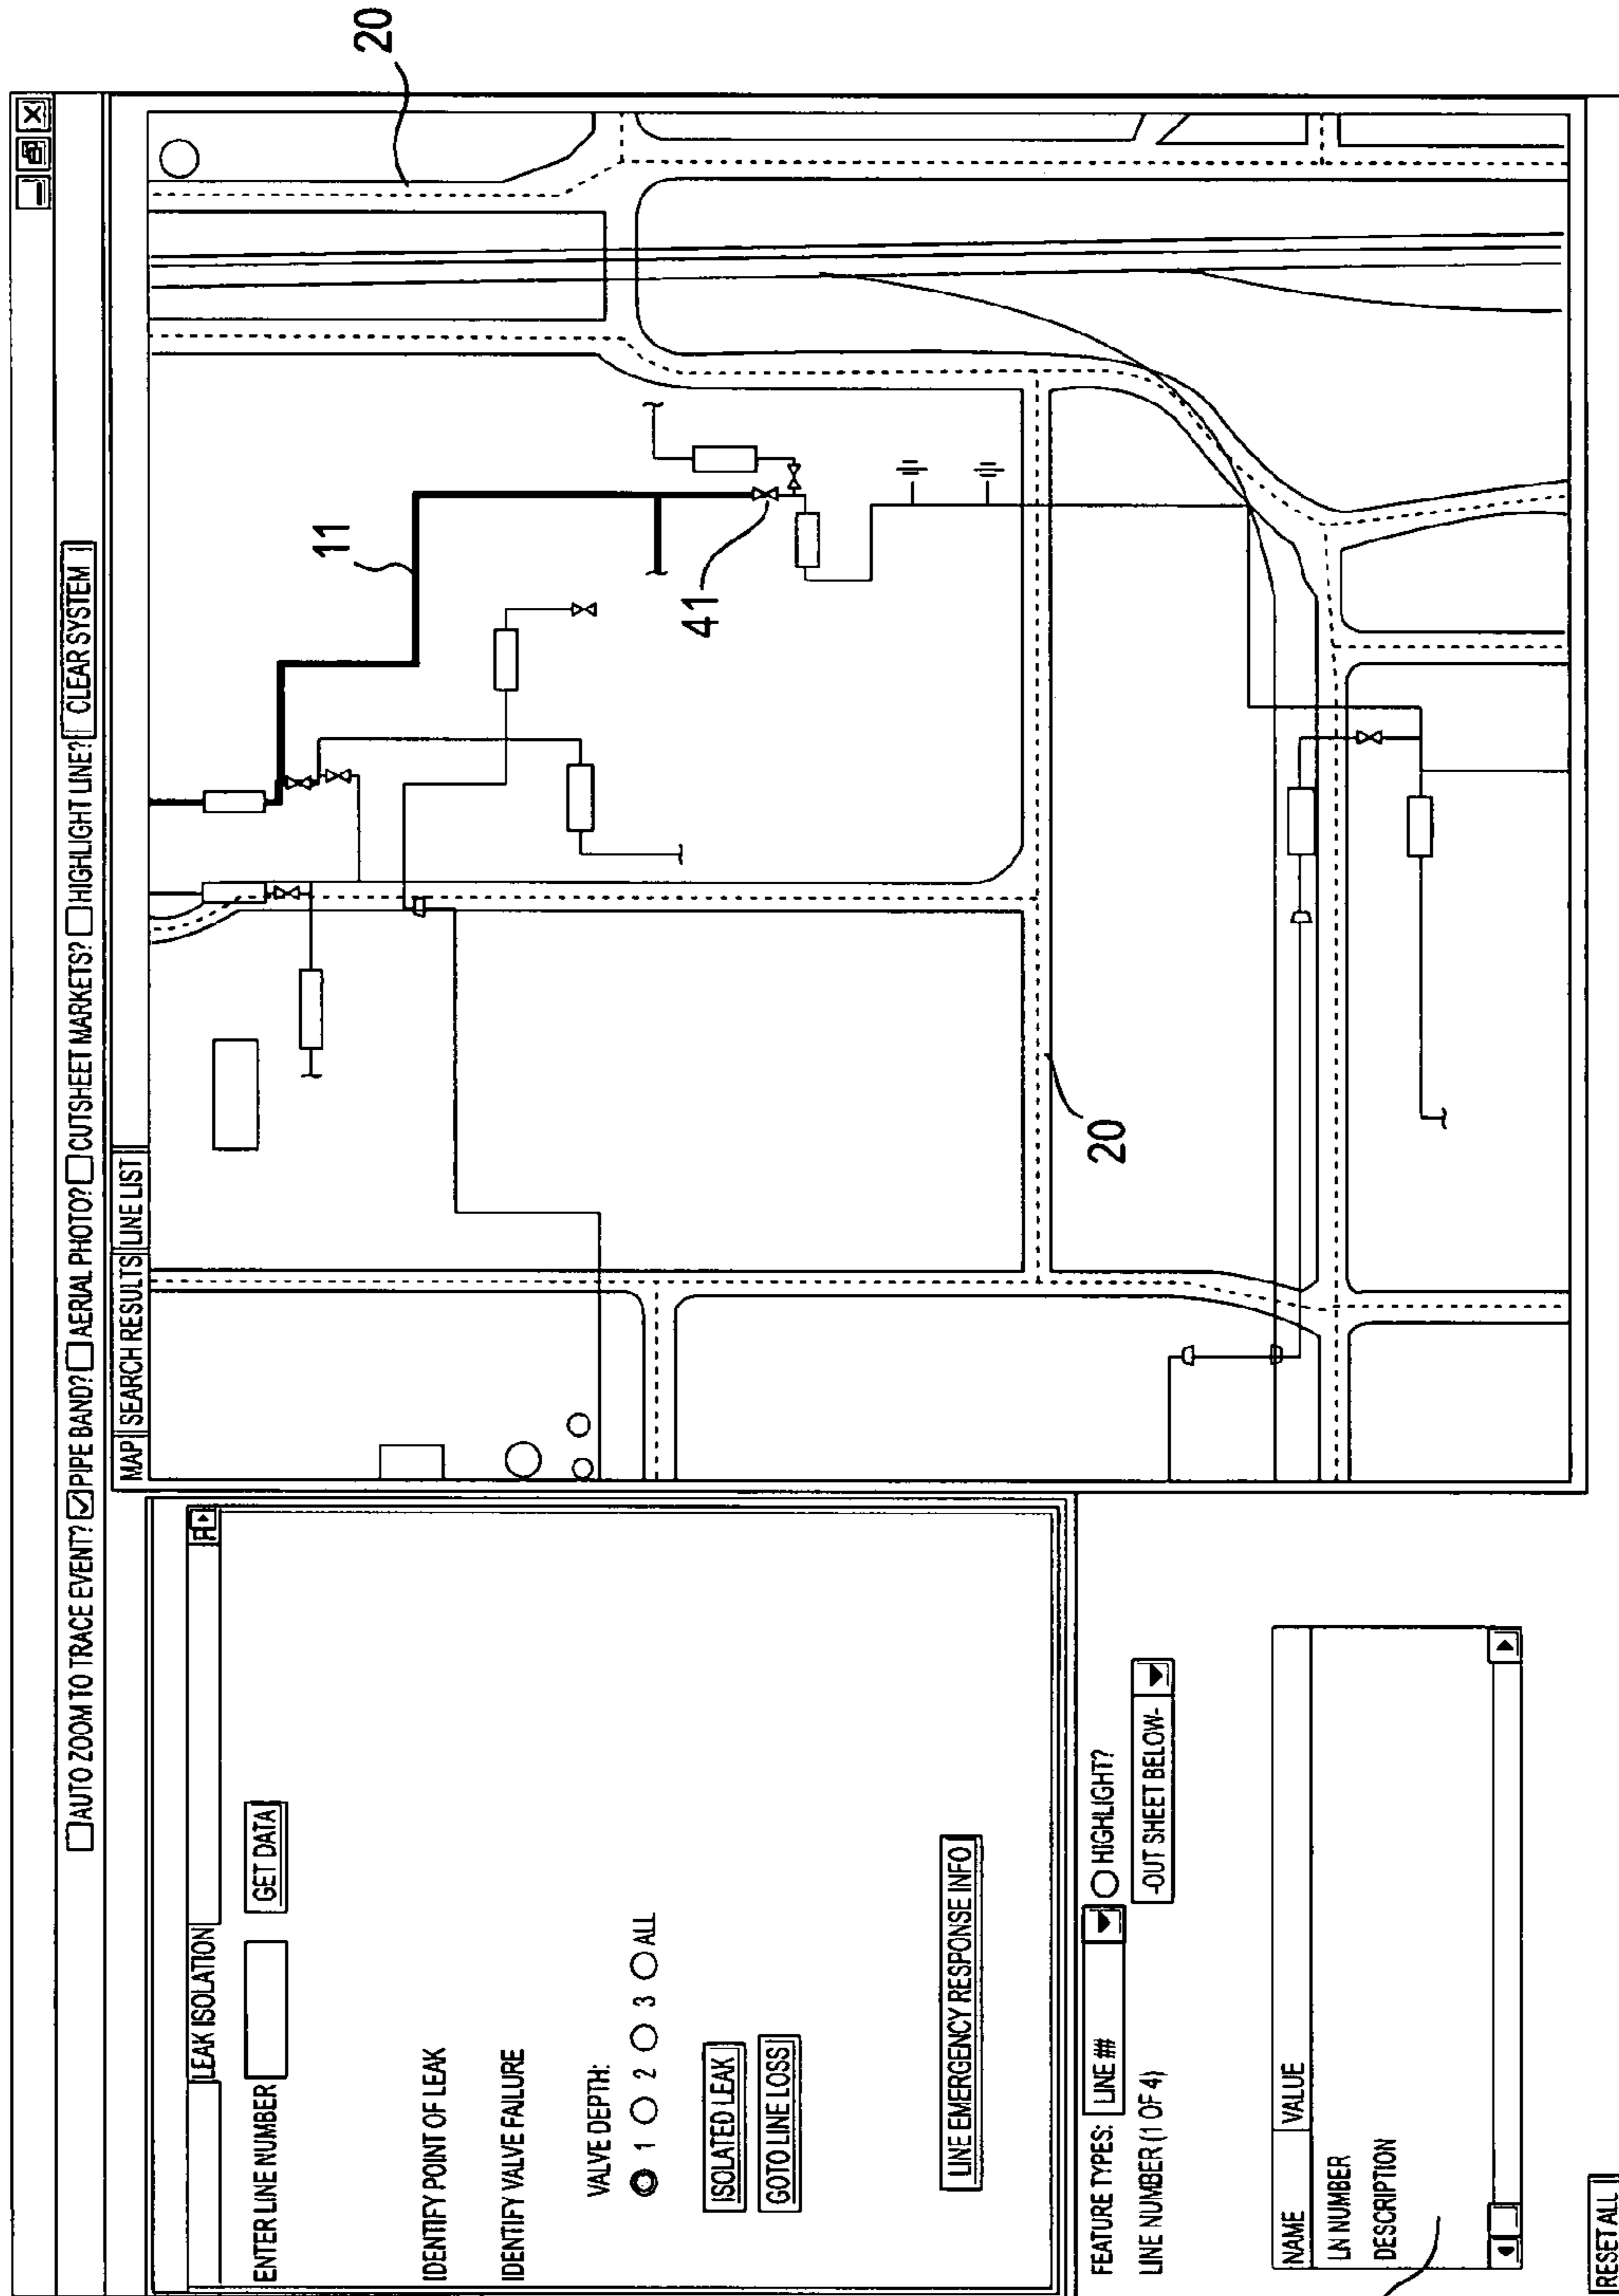 ☐ AUTO ZOOM TO TRACE EVENT? ☑ PIPE BAND? ☐ AERIAL PHOTO? ☐ CUTSHEET MARKETS? ☐ HIGHLIGHT LINE? CLEAR SYSTEM
LEAK ISOLATION
ENTER LINE NUMBER
GET DATA
IDENTIFY POINT OF LEAK
IDENTIFY VALVE FAILURE
VALVE DEPTH:
1 2 3 ALL
ISOLATED LEAK
GOTO LINE LOSS
LINE EMERGENCY RESPONSE INFO
FEATURE TYPES: LINE ## HIGHLIGHT?
LINE NUMBER (1 OF 4) -OUT SHEET BELOW-
NAME VALUE
LN NUMBER
DESCRIPTION
RESET ALL
MAP SEARCH RESULTS LINE LIST
11
41
20
20